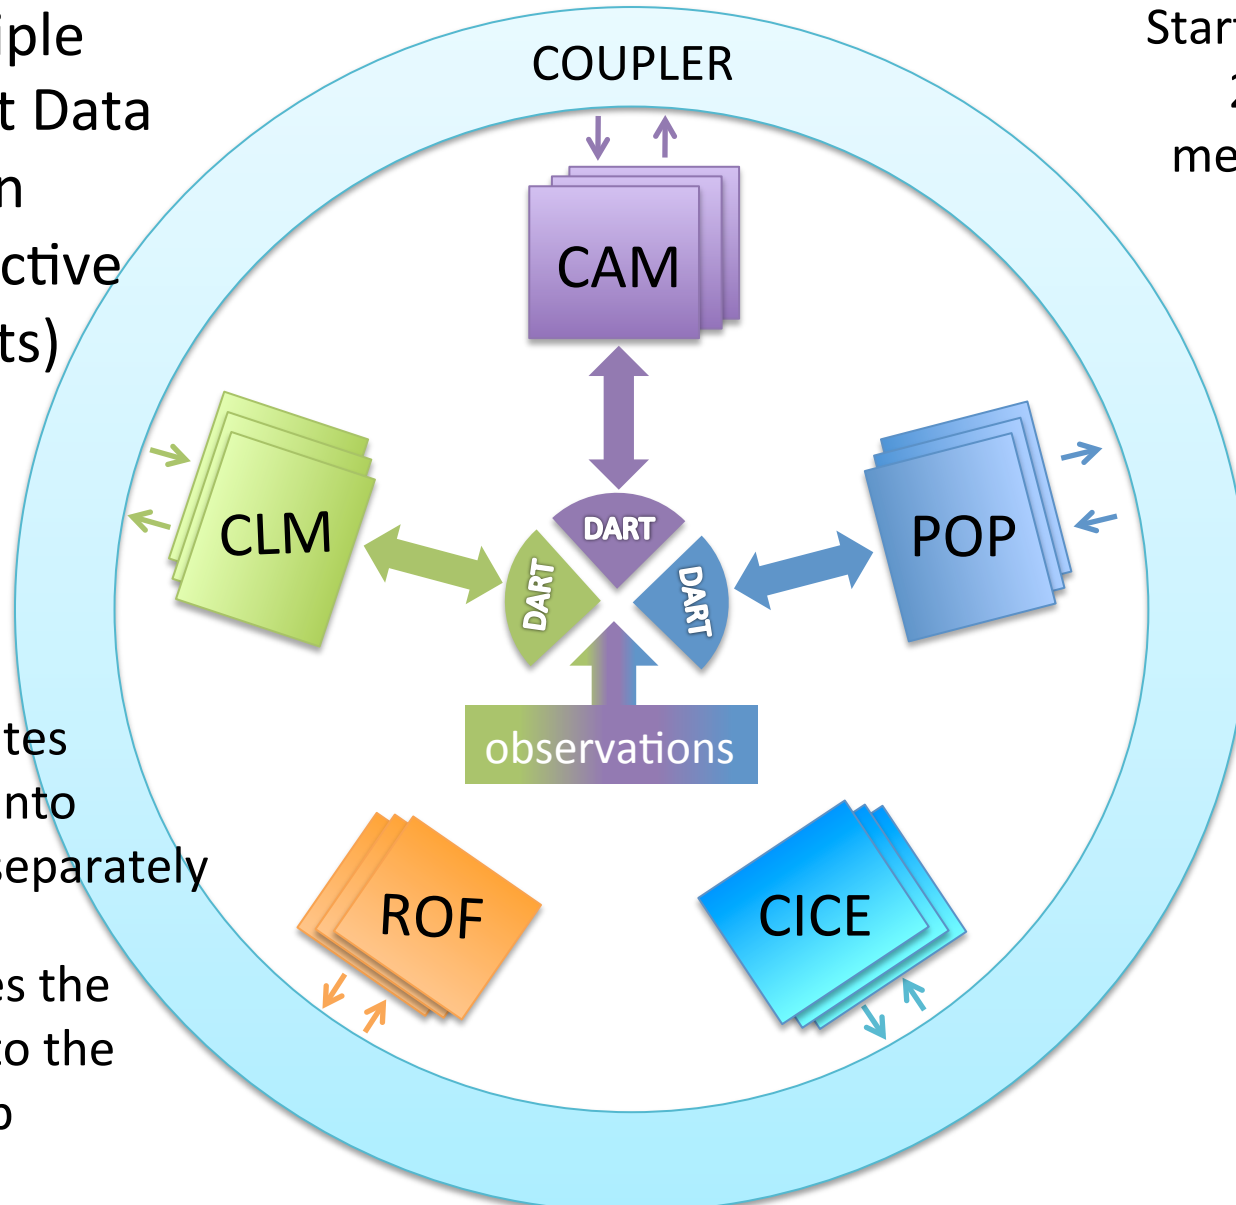 iple
t Data
n
ctive
ts)
COUPLER
Start
2
me
CAM
CLM
POP
DART
DART
DART
observations
tes
nto
separately
ROF
CICE
es the
to the
p